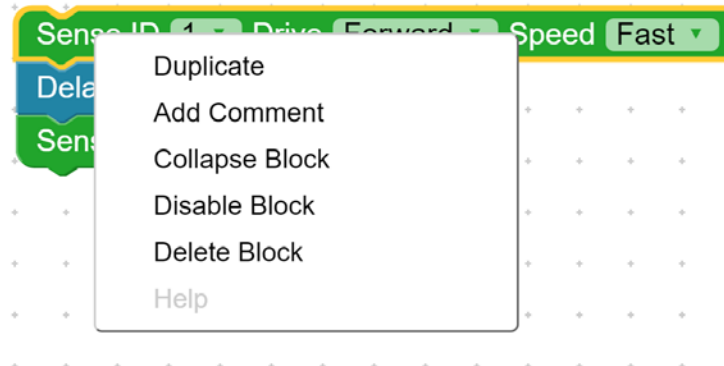 Sense ID 1 Drive Forward Speed Fast
Duplicate
Add Comment
Collapse Block
Disable Block
Delete Block
Help